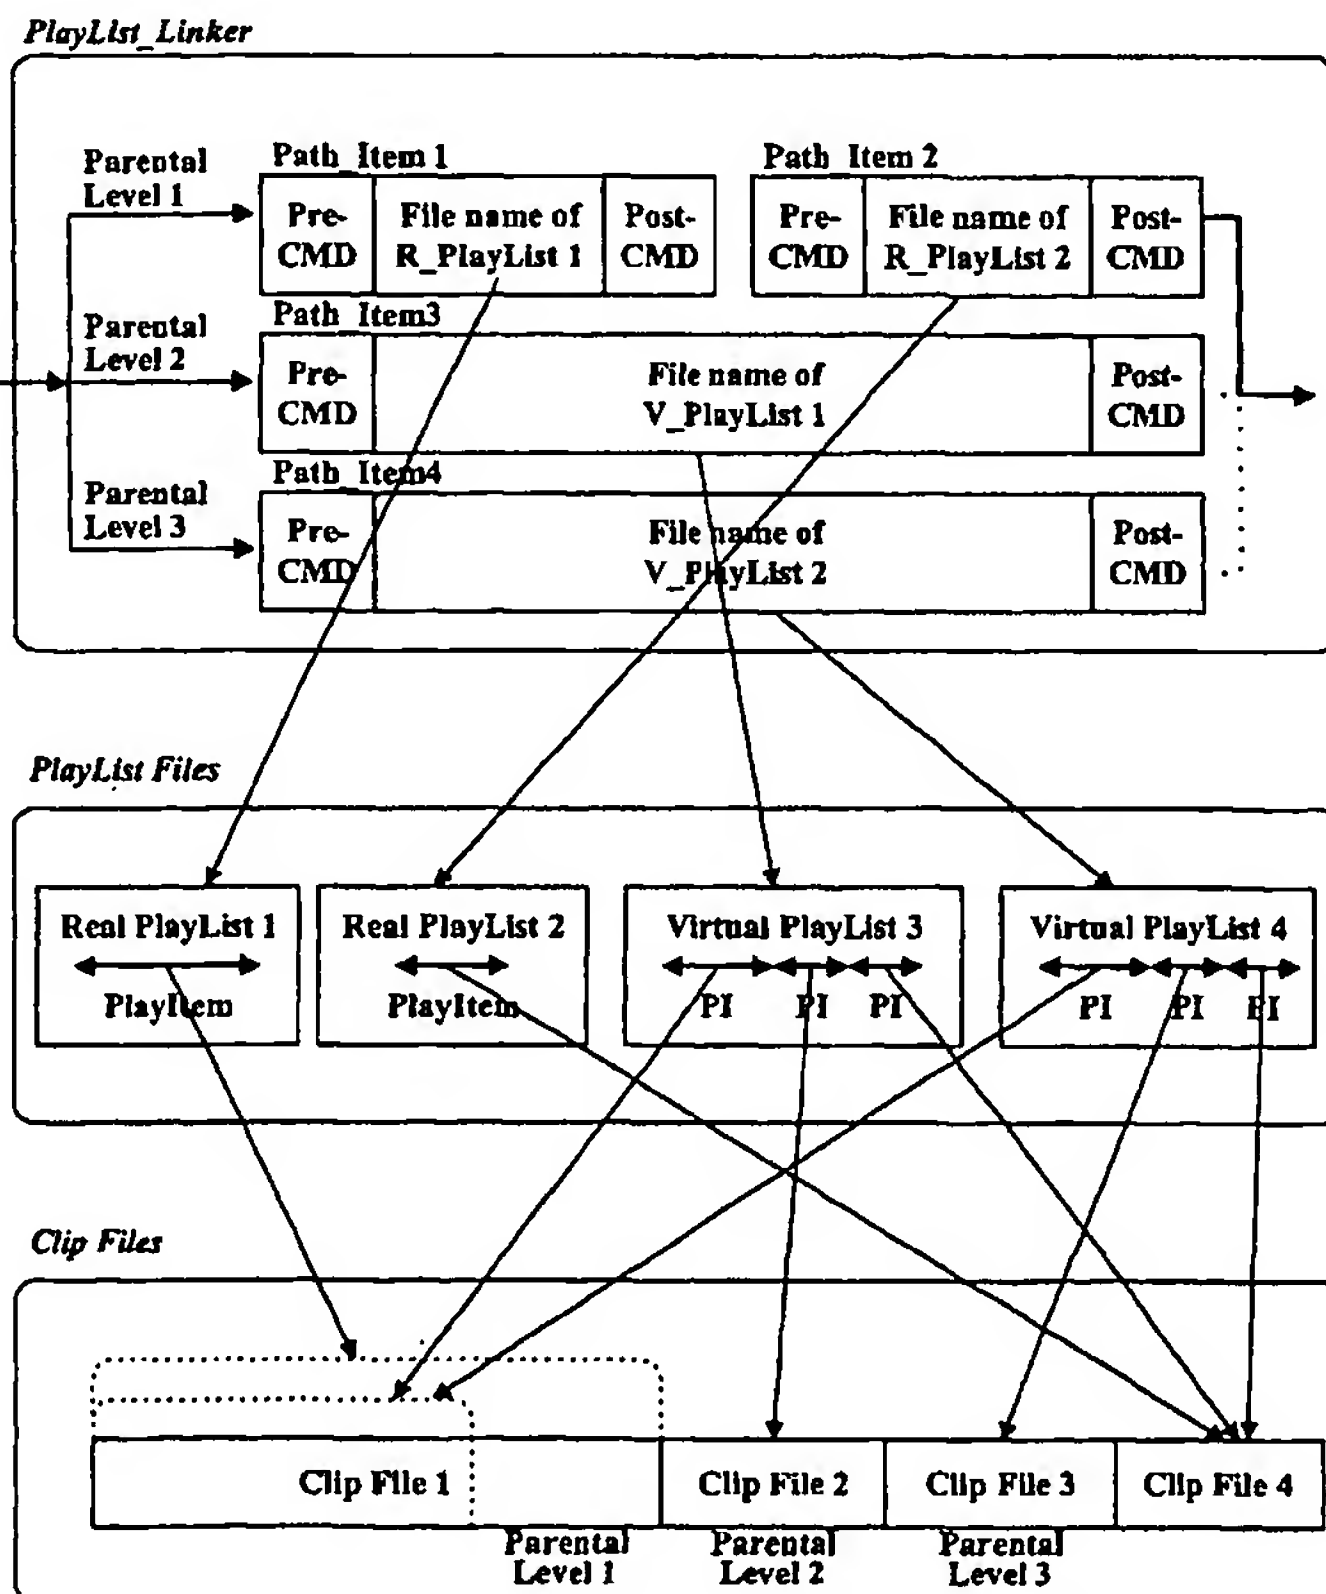 PlayList_Linker
Parental
Level 1
Path_Item 1
Pre-
CMD
File name of
R_PlayList 1
Post-
CMD
Path Item 2
Pre-
CMD
File name of
R_PlayList 2
Post-
CMD
Parental
Level 2
Path_Item3
Pre-
CMD
File name of
V_PlayList 1
Post-
CMD
Parental
Level 3
Path_Item4
Pre-
CMD
File name of
V_PlayList 2
Post-
CMD
PlayList Files
Real PlayList 1
PlayItem
Real PlayList 2
PlayItem
Virtual PlayList 3
PI PI PI
Virtual PlayList 4
PI PI PI
Clip Files
Clip File 1
Clip File 2
Clip File 3
Clip File 4
Parental
Level 1
Parental
Level 2
Parental
Level 3